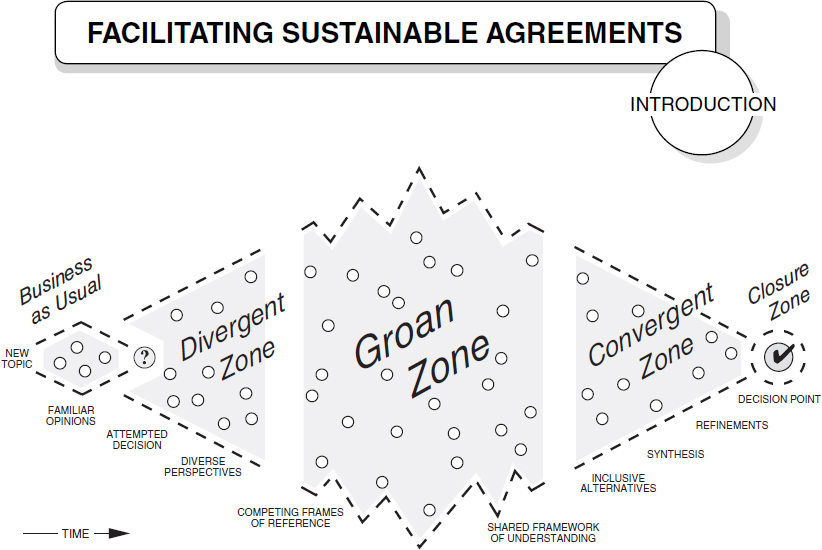 FACILITATING SUSTAINABLE AGREEMENTS
INTRODUCTION
Business
as Usual
NEW
TOPIC
FAMILIAR
OPINIONS
?
ATTEMPTED
DECISION
Divergent
Zone
DIVERSE
PERSPECTIVES
Groan
Zone
COMPETING FRAMES
OF REFERENCE
SHARED FRAMEWORK
OF UNDERSTANDING
Convergent
Zone
INCLUSIVE
ALTERNATIVES
SYNTHESIS
REFINEMENTS
Closure
Zone
DECISION POINT
TIME